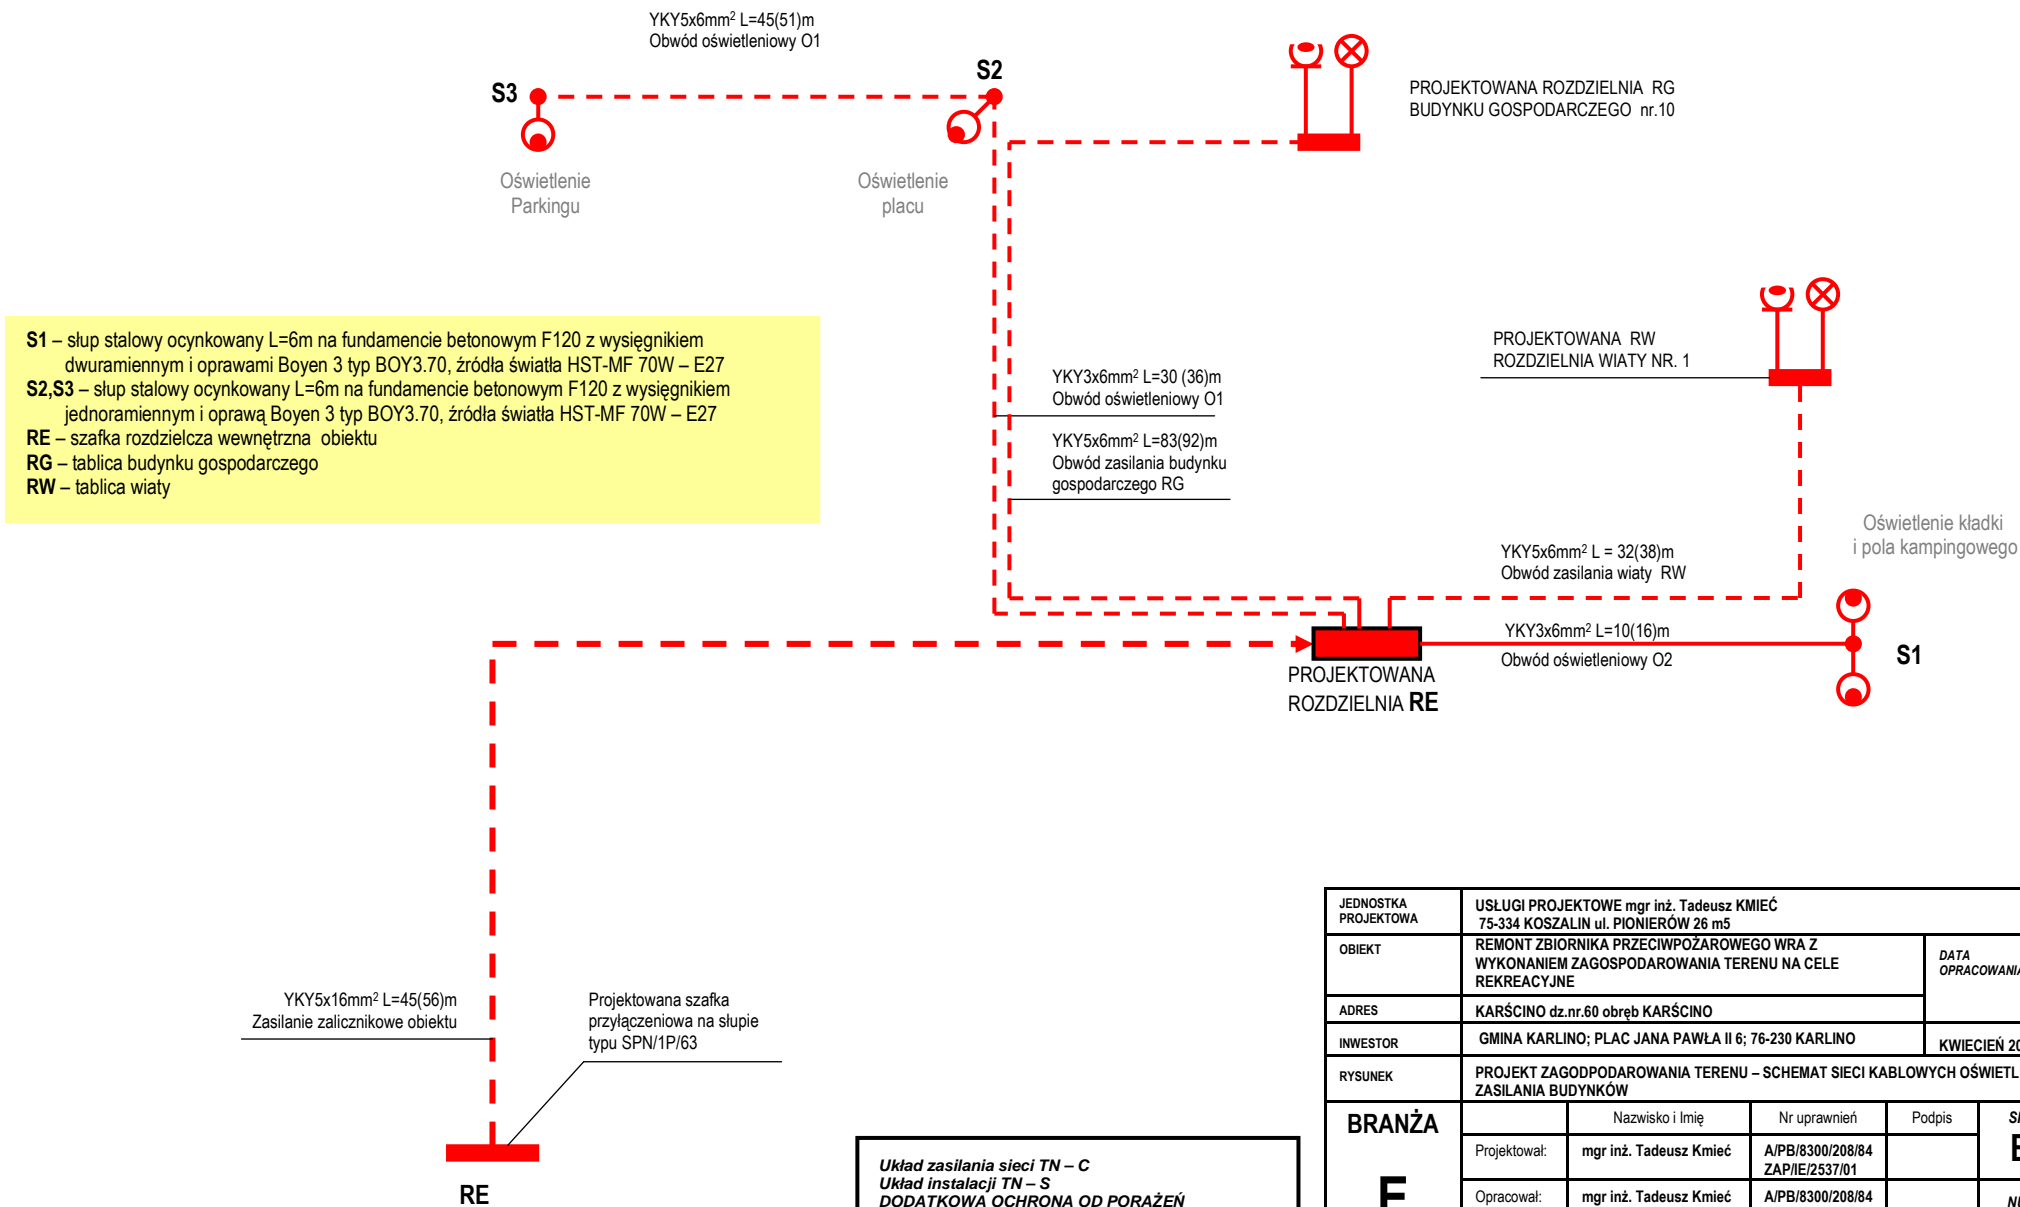 YKY5x6mm² L=45(51)m
Obwód oświetleniowy O1
S3
S2
Oświetlenie
Parkingu
Oświetlenie
placu
PROJEKTOWANA ROZDZIELNIA RG
BUDYNKU GOSPODARCZEGO nr.10
S1 – słup stalowy ocynkowany L=6m na fundamencie betonowym F120 z wysięgnikiem
dwuramiennym i oprawami Boyen 3 typ BOY3.70, źródła światła HST-MF 70W – E27
S2,S3 – słup stalowy ocynkowany L=6m na fundamencie betonowym F120 z wysięgnikiem
jednoramiennym i oprawą Boyen 3 typ BOY3.70, źródła światła HST-MF 70W – E27
RE – szafka rozdzielcza wewnętrzna obiektu
RG – tablica budynku gospodarczego
RW – tablica wiaty
PROJEKTOWANA RW
ROZDZIELNIA WIATY NR. 1
YKY3x6mm² L=30 (36)m
Obwód oświetleniowy O1
YKY5x6mm² L=83(92)m
Obwód zasilania budynku
gospodarczego RG
Oświetlenie kładki
i pola kampingowego
YKY5x6mm² L = 32(38)m
Obwód zasilania wiaty RW
YKY3x6mm² L=10(16)m
Obwód oświetleniowy O2
S1
PROJEKTOWANA
ROZDZIELNIA RE
YKY5x16mm² L=45(56)m
Zasilanie zalicznikowe obiektu
Projektowana szafka
przyłączeniowa na słupie
typu SPN/1P/63
RE
Układ zasilania sieci TN – C
Układ instalacji TN – S
DODATKOWA OCHRONA OD PORAŻEŃ
JEDNOSTKA
PROJEKTOWA
USŁUGI PROJEKTOWE mgr inż. Tadeusz KMIEĆ
75-334 KOSZALIN ul. PIONIERÓW 26 m5
OBIEKT
REMONT ZBIORNIKA PRZECIWPOŻAROWEGO WRA Z
WYKONANIEM ZAGOSPODAROWANIA TERENU NA CELE
REKREACYJNE
DATA
OPRACOWANIA
ADRES
KARŚCINO dz.nr.60 obręb KARŚCINO
INWESTOR
GMINA KARLINO; PLAC JANA PAWŁA II 6; 76-230 KARLINO
KWIECIEŃ 20
RYSUNEK
PROJEKT ZAGODPODAROWANIA TERENU – SCHEMAT SIECI KABLOWYCH OŚWIETL
ZASILANIA BUDYNKÓW
BRANŻA
E
Nazwisko i Imię
Nr uprawnień
Podpis
Projektował:
mgr inż. Tadeusz Kmieć
A/PB/8300/208/84
ZAP/IE/2537/01
Opracował:
mgr inż. Tadeusz Kmieć
A/PB/8300/208/84